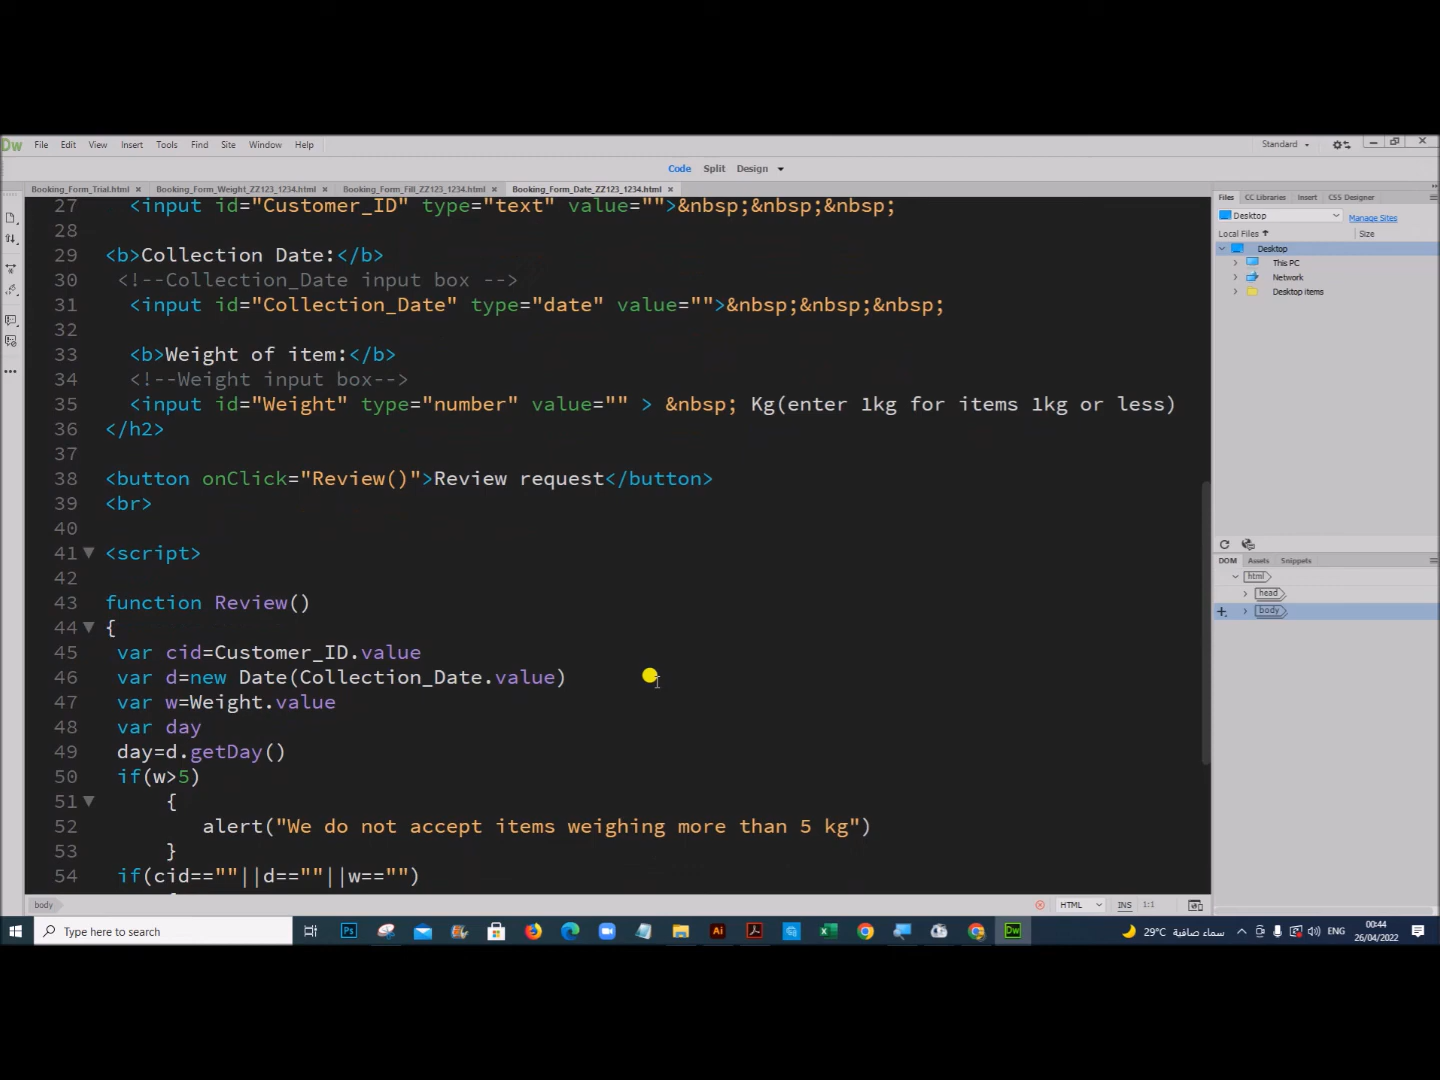 Dw File Edit View Insert Tools Find Site Window Help Standard
Code Split Design
Booking_Form_Trial.html × Booking_Form_Weight_ZZ123_1234.html × Booking_Form_Fill_ZZ123_1234.html × Booking_Form_Date_ZZ123_1234.html ×
27 <input id="Customer_ID" type="text" value="">&nbsp;&nbsp;&nbsp;
28
29 <b>Collection Date:</b>
30 <!--Collection_Date input box -->
31 <input id="Collection_Date" type="date" value="">&nbsp;&nbsp;&nbsp;
32
33 <b>Weight of item:</b>
34 <!--Weight input box-->
35 <input id="Weight" type="number" value="" > &nbsp; Kg(enter 1kg for items 1kg or less)
36 </h2>
37
38 <button onClick="Review()">Review request</button>
39 <br>
40
41 <script>
42
43 function Review()
44 {
45 var cid=Customer_ID.value
46 var d=new Date(Collection_Date.value)
47 var w=Weight.value
48 var day
49 day=d.getDay()
50 if(w>5)
51 {
52 alert("We do not accept items weighing more than 5 kg")
53 }
54 if(cid==""||d==""||w=="")
body
HTML INS 1:1
Files CC Libraries Insert CSS Designer
Desktop Manage Sites
Local Files Size
Desktop
This PC
Network
Desktop items
DOM Assets Snippets
html
head
body
Type here to search
Ps Ai Dw
29°C سماء صافية ENG
00:44
26/04/2022